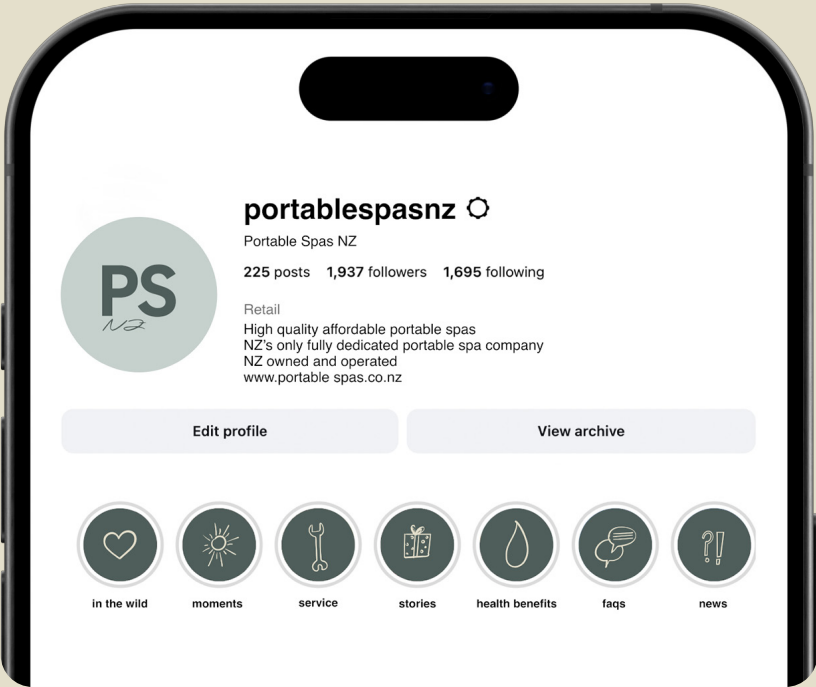 portablespasnz
Portable Spas NZ
225 posts 1,937 followers 1,695 following
PS
NZ
Retail
High quality affordable portable spas
NZ's only fully dedicated portable spa company
NZ owned and operated
www.portable spas.co.nz
Edit profile View archive
?!
in the wild moments service stories health benefits faqs news